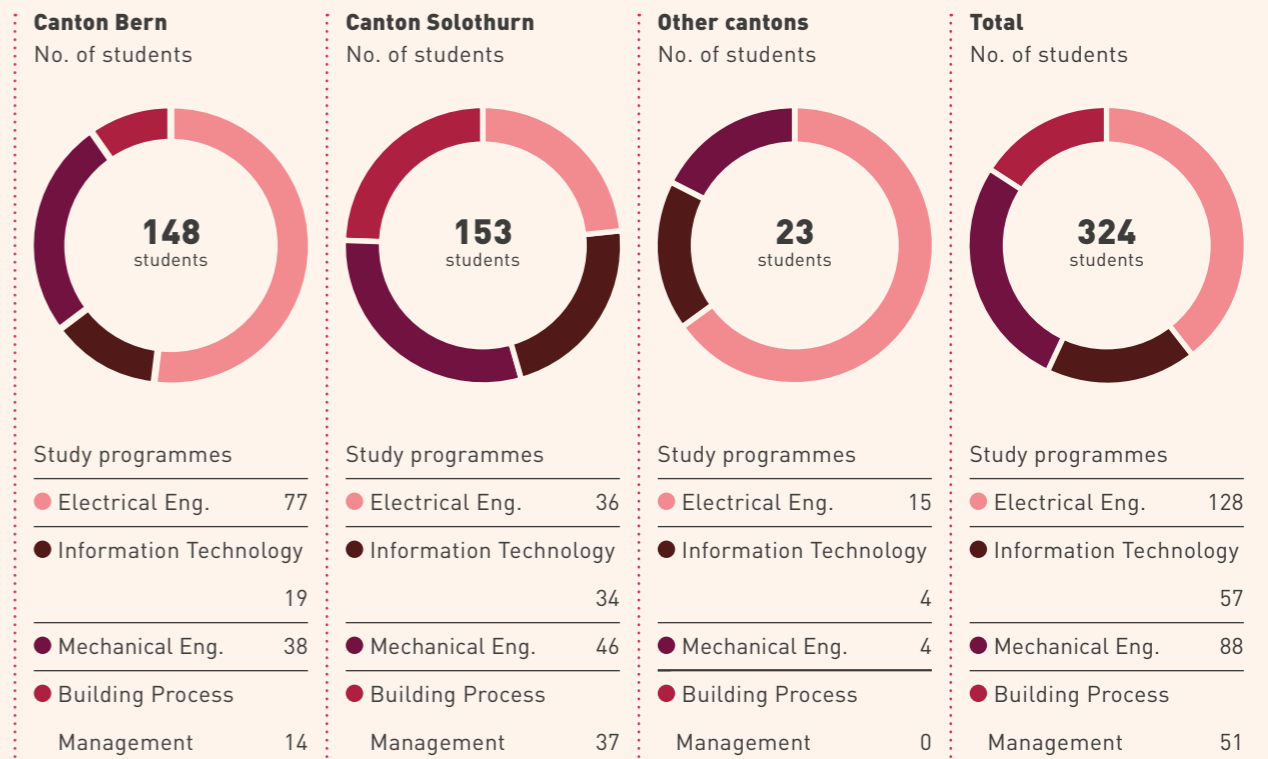 Canton Bern
No. of students
148
students
Study programmes
Electrical Eng. 77
Information Technology
19
Mechanical Eng. 38
Building Process
Management 14
Canton Solothurn
No. of students
153
students
Study programmes
Electrical Eng. 36
Information Technology
34
Mechanical Eng. 46
Building Process
Management 37
Other cantons
No. of students
23
students
Study programmes
Electrical Eng. 15
Information Technology
4
Mechanical Eng. 4
Building Process
Management 0
Total
No. of students
324
students
Study programmes
Electrical Eng. 128
Information Technology
57
Mechanical Eng. 88
Building Process
Management 51